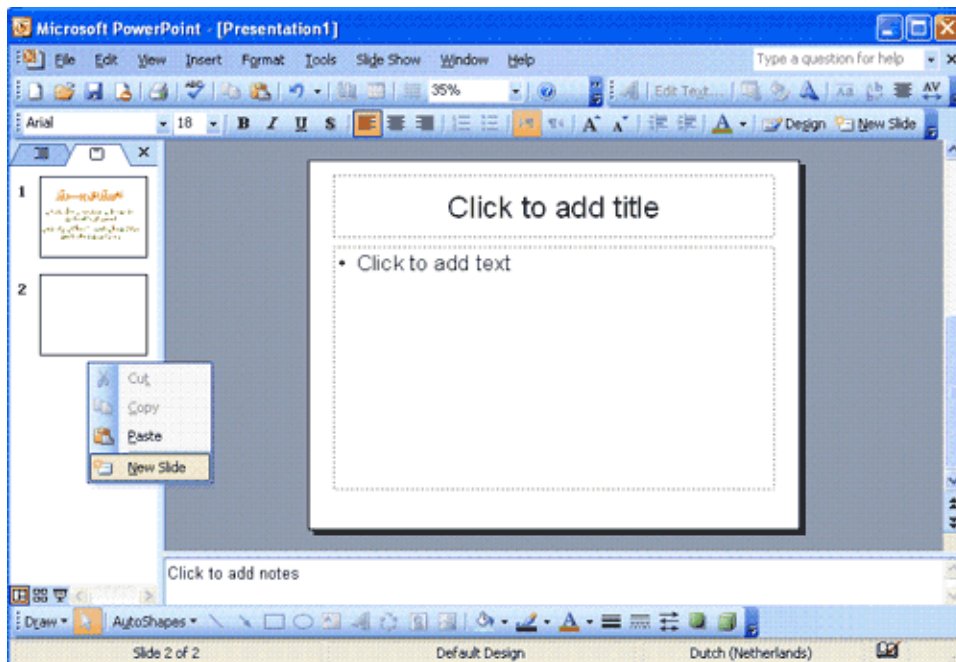 Microsoft PowerPoint - [Presentation1]
File Edit View Insert Format Tools Slide Show Window Help Type a question for help
35% Edit Text... Aa AV
Arial 18 B I U S A A A Design New Slide
1
2
Click to add title
• Click to add text
Cut
Copy
Paste
New Slide
Click to add notes
Draw AutoShapes A
Slide 2 of 2 Default Design Dutch (Netherlands)